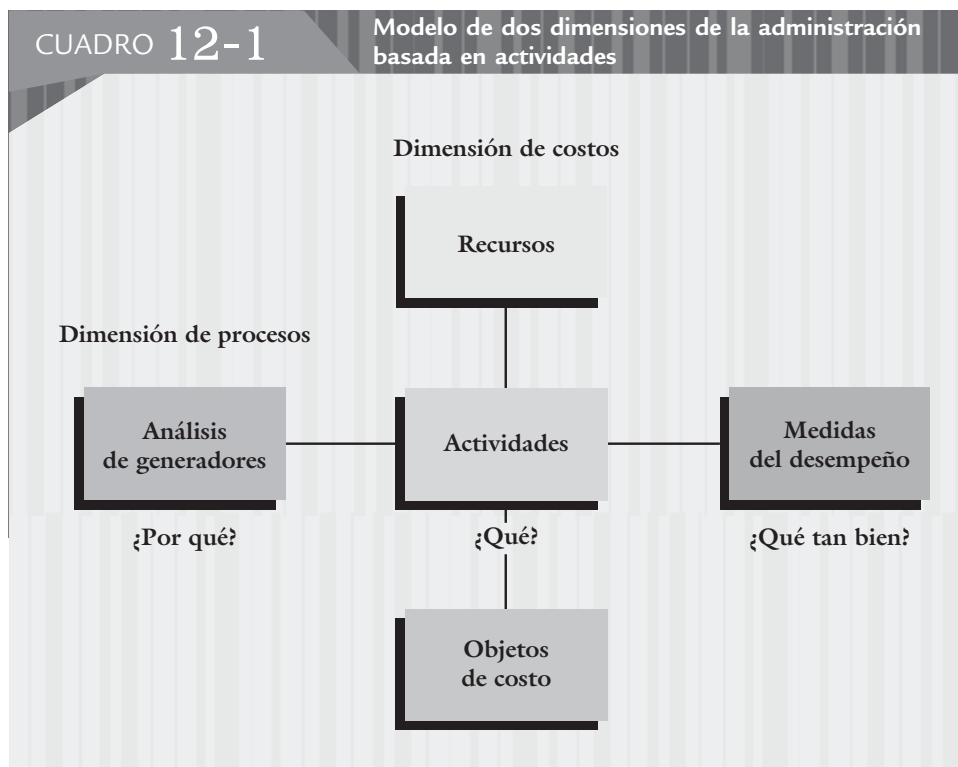 CUADRO 12-1
Modelo de dos dimensiones de la administración
basada en actividades
Dimensión de costos
Recursos
Dimensión de procesos
Análisis
de generadores
Actividades
Medidas
del desempeño
¿Por qué?
¿Qué?
¿Qué tan bien?
Objetos
de costo